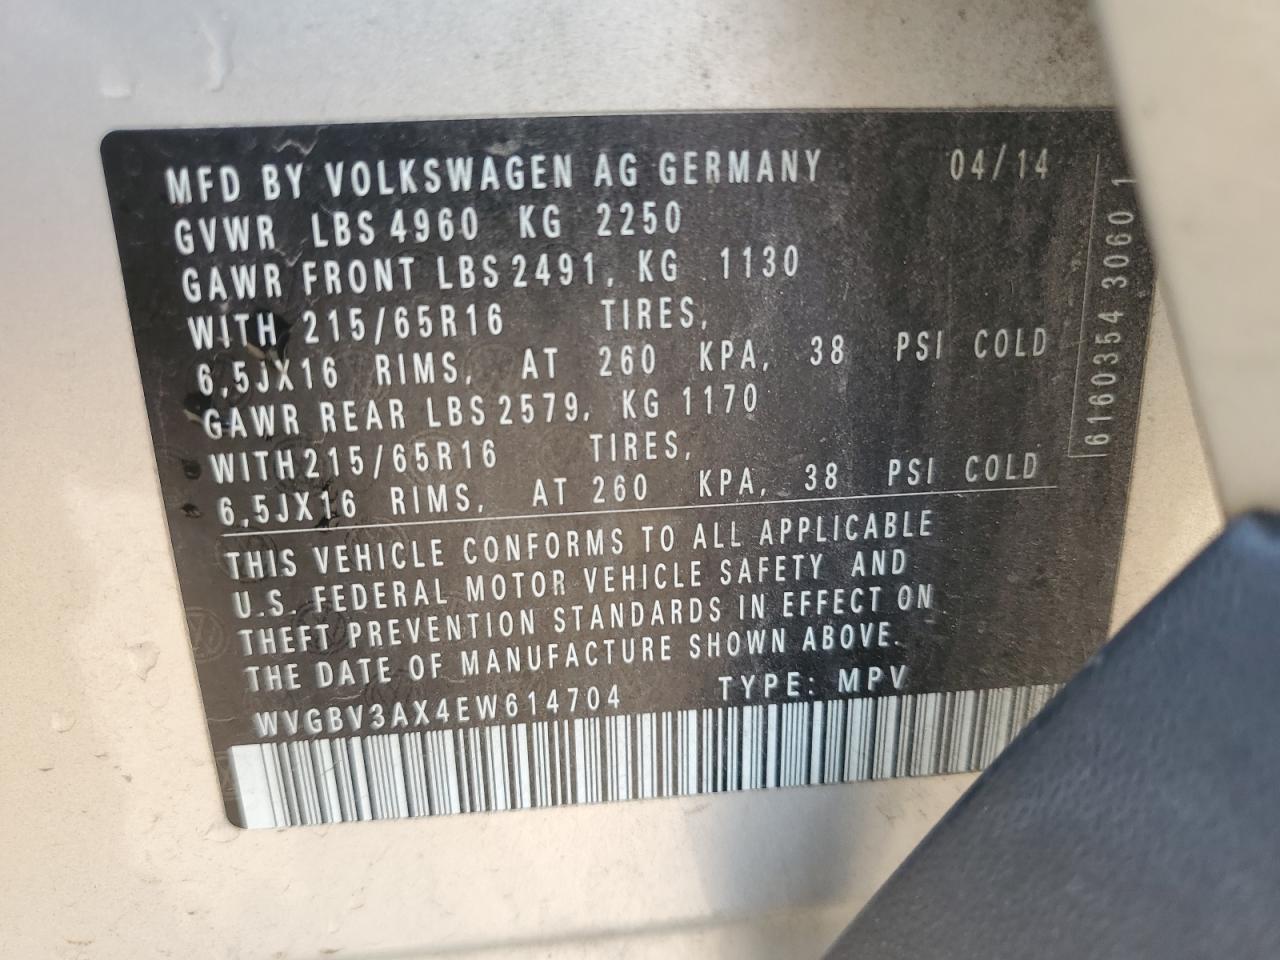 MFD BY VOLKSWAGEN AG GERMANY 04/14
GVWR LBS 4960 KG 2250
GAWR FRONT LBS 2491, KG 1130
WITH 215/65R16 TIRES,
6,5JX16 RIMS, AT 260 KPA, 38 PSI COLD
GAWR REAR LBS 2579, KG 1170
WITH 215/65R16 TIRES,
6,5JX16 RIMS, AT 260 KPA, 38 PSI COLD
THIS VEHICLE CONFORMS TO ALL APPLICABLE
U.S. FEDERAL MOTOR VEHICLE SAFETY AND
THEFT PREVENTION STANDARDS IN EFFECT ON
THE DATE OF MANUFACTURE SHOWN ABOVE.
WVGBV3AX4EW614704 TYPE: MPV
6160354 3060 1